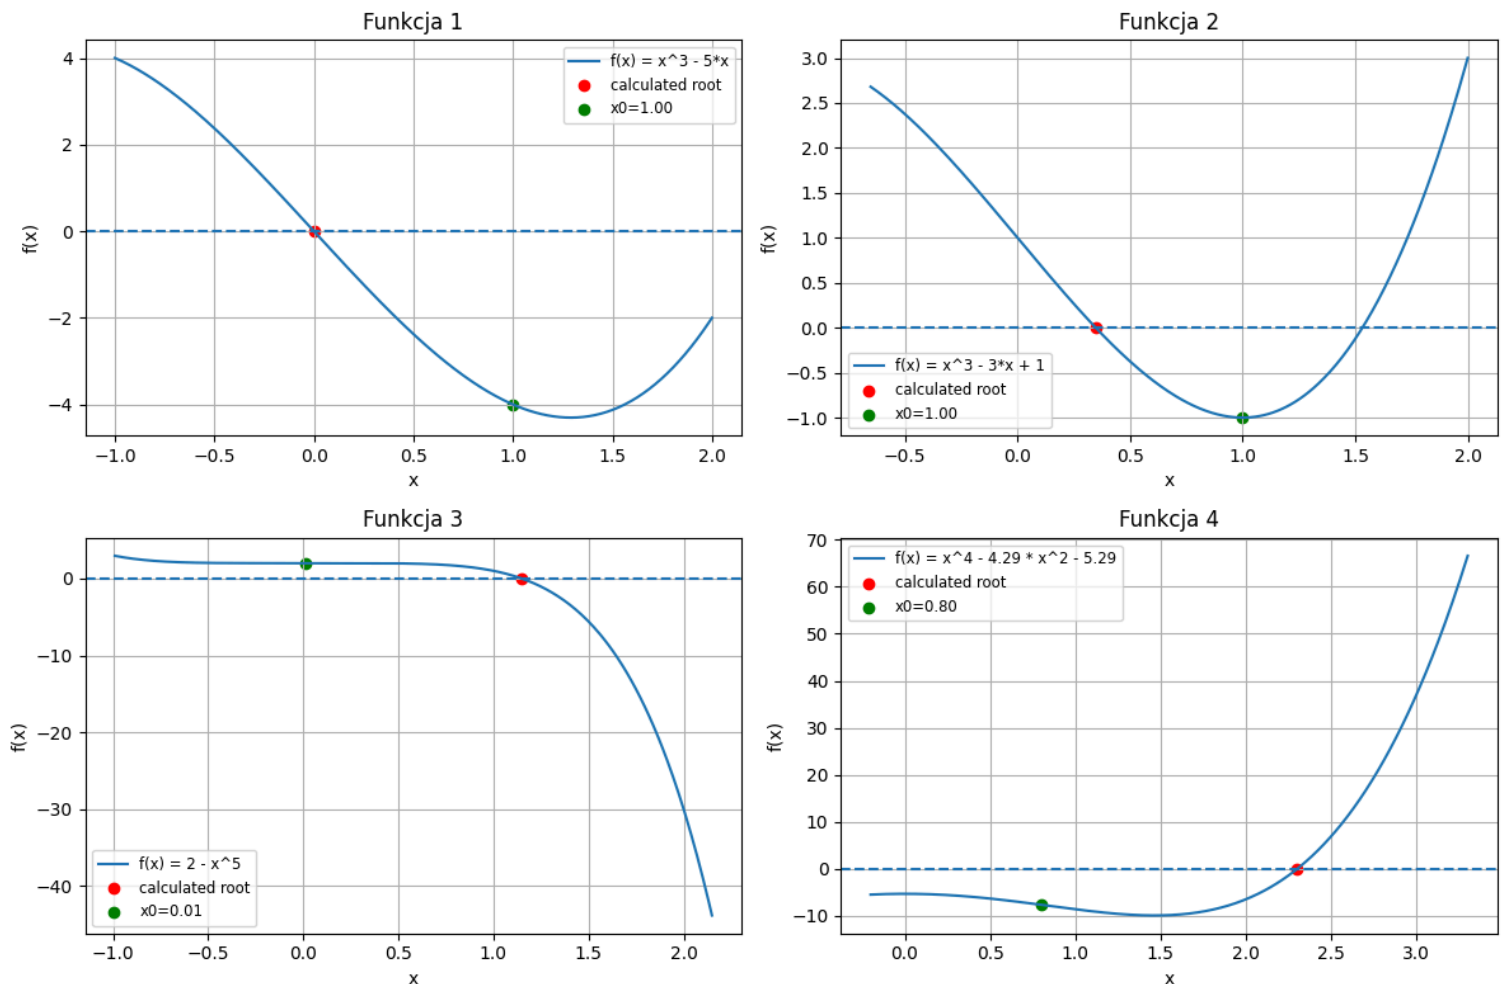 Funkcja 1
f(x) = x^3 - 5*x
calculated root
x0=1.00
4
2
0
−2
−4
f(x)
−1.0 −0.5 0.0 0.5 1.0 1.5 2.0
x
Funkcja 2
3.0
2.5
2.0
1.5
1.0
0.5
0.0
−0.5
−1.0
f(x)
f(x) = x^3 - 3*x + 1
calculated root
x0=1.00
−0.5 0.0 0.5 1.0 1.5 2.0
x
Funkcja 3
0
−10
−20
−30
−40
f(x)
f(x) = 2 - x^5
calculated root
x0=0.01
−1.0 −0.5 0.0 0.5 1.0 1.5 2.0
x
Funkcja 4
f(x) = x^4 - 4.29 * x^2 - 5.29
calculated root
x0=0.80
70
60
50
40
30
20
10
0
−10
f(x)
0.0 0.5 1.0 1.5 2.0 2.5 3.0
x